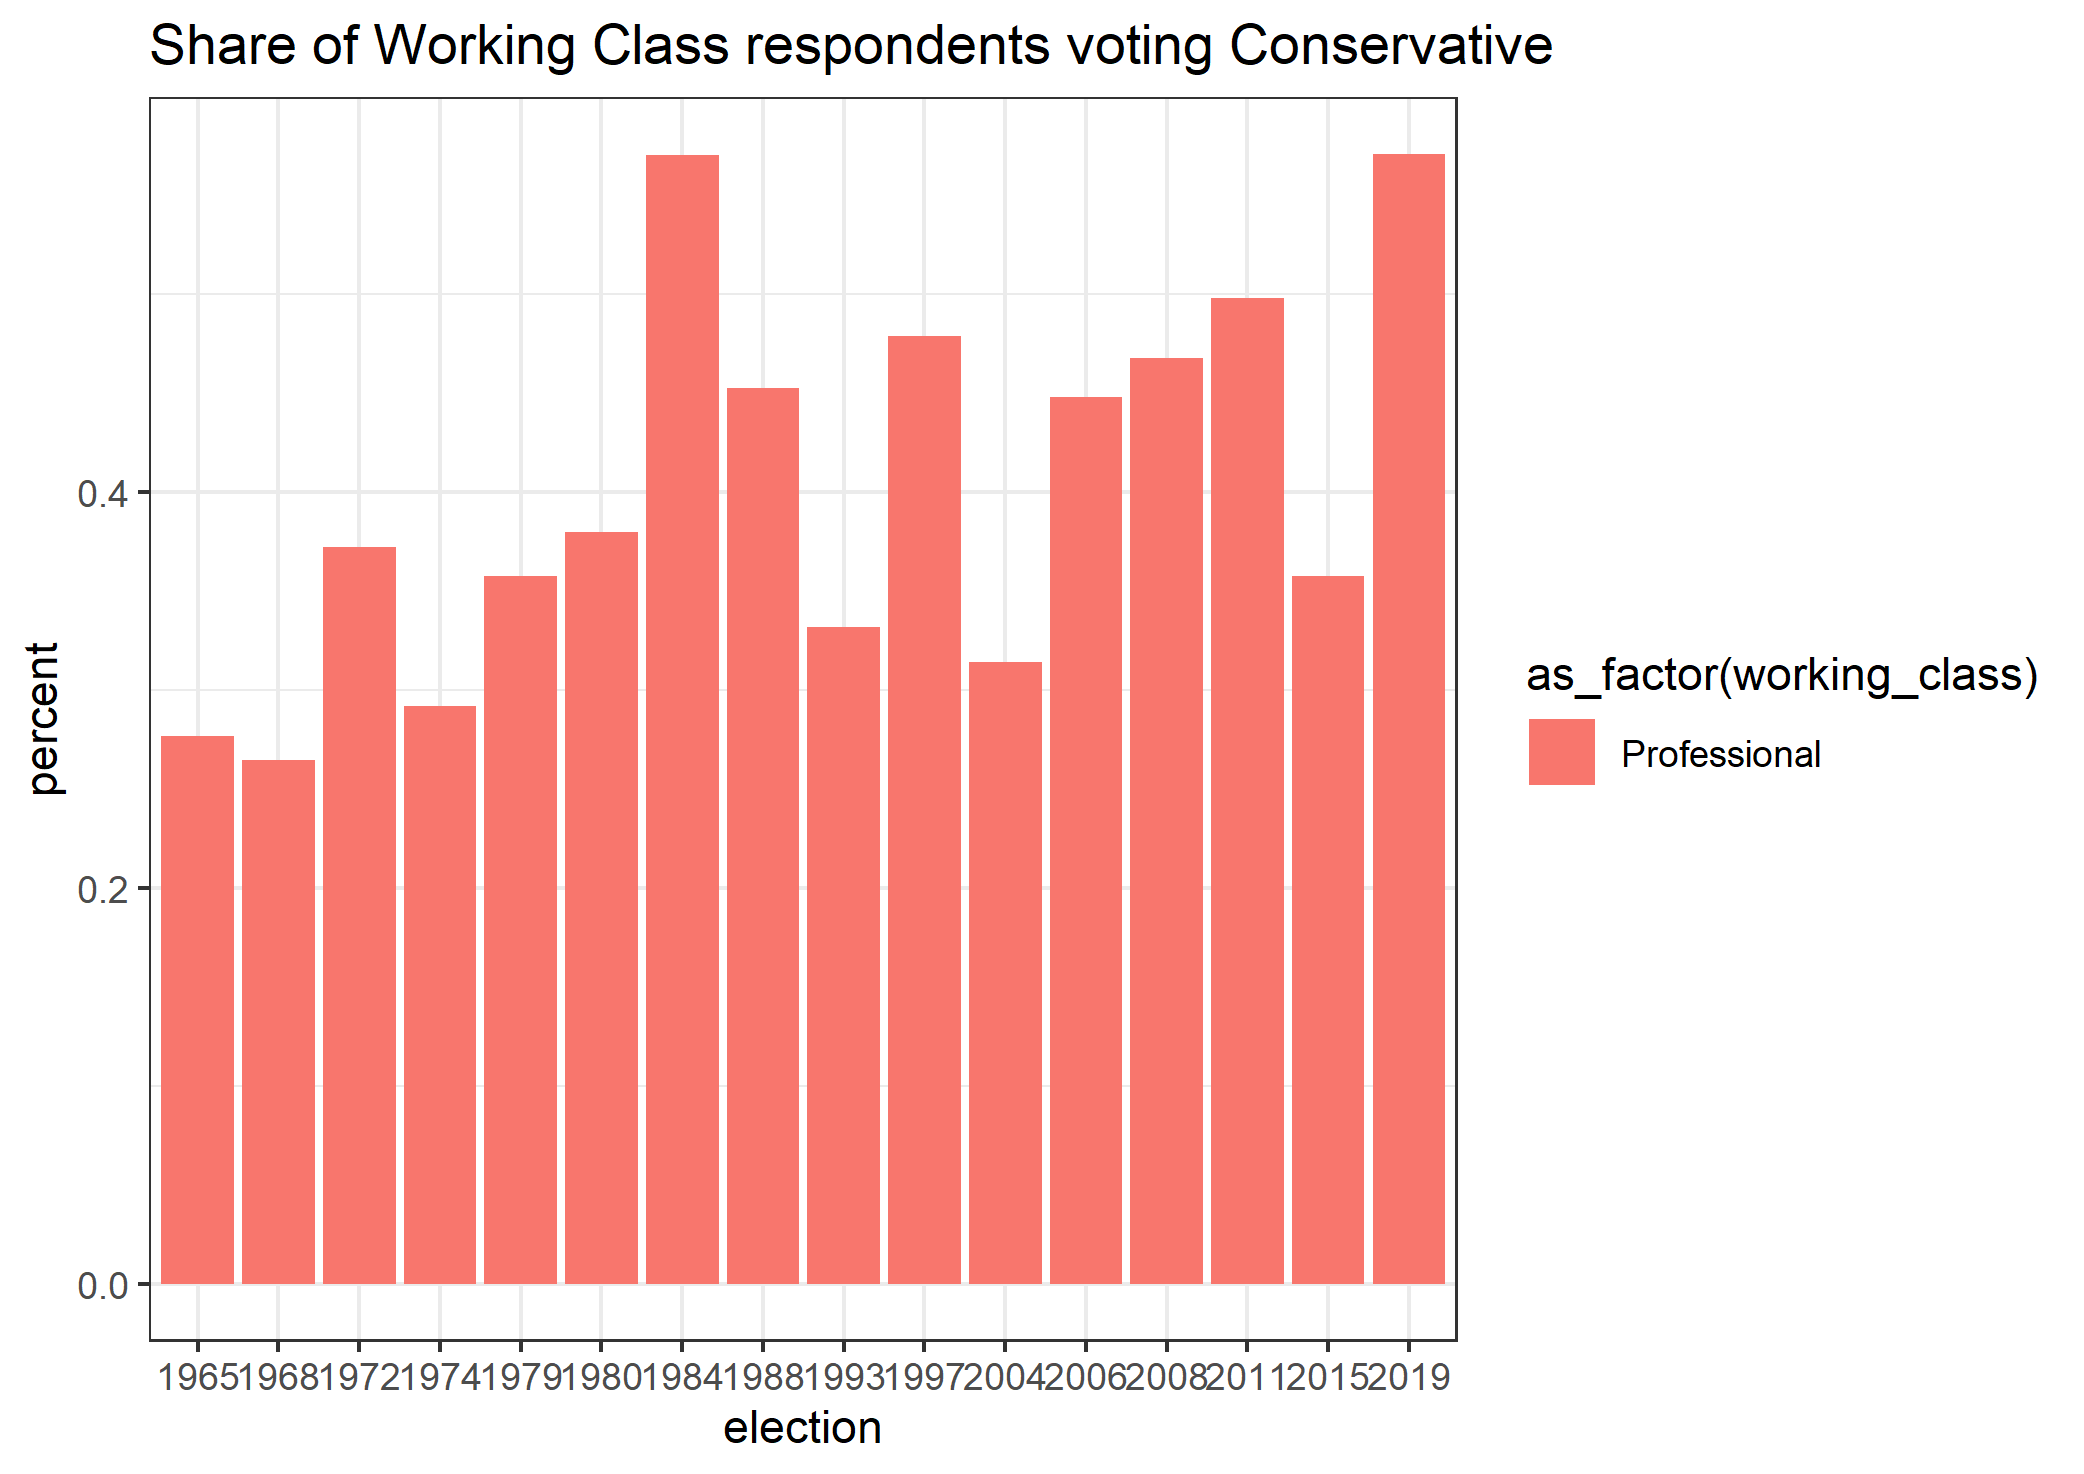 Share of Working Class respondents voting Conservative
percent
0.4
0.2
0.0
1965 1968 1972 1974 1979 1980 1984 1988 1993 1997 2004 2006 2008 2011 2015 2019
election
as_factor(working_class)
Professional